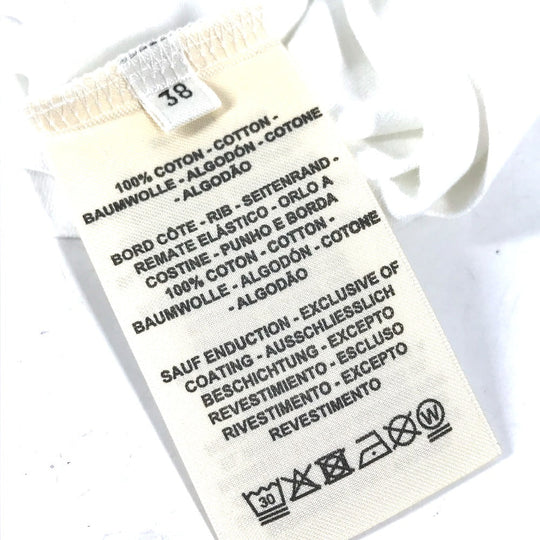 38
100% COTON - COTTON -
BAUMWOLLE - ALGODÓN - COTONE
- ALGODÃO
BORD CÔTE - RIB - SEITENRAND -
REMATE ELÁSTICO - ORLO A
COSTINE - PUNHO E BORDA
100% COTON - COTTON -
BAUMWOLLE - ALGODÓN - COTONE
- ALGODÃO
SAUF ENDUCTION - EXCLUSIVE OF
COATING - AUSSCHLIESSLICH
BESCHICHTUNG - EXCEPTO
REVESTIMIENTO - ESCLUSO
RIVESTIMENTO - EXCEPTO
REVESTIMENTO
30 W